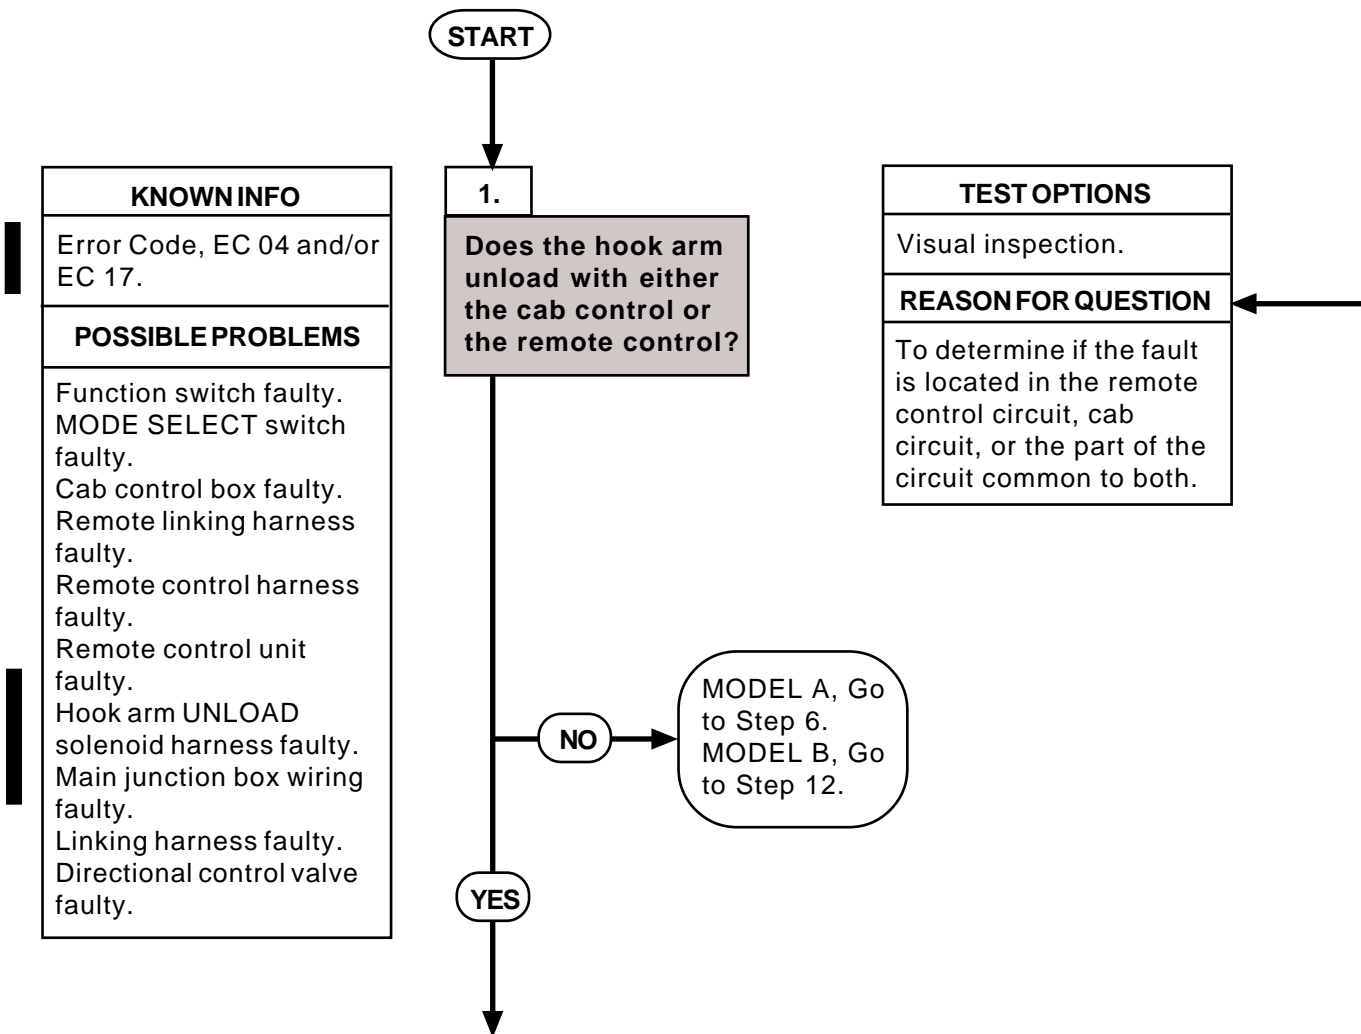 START
KNOWN INFO
Error Code, EC 04 and/or
EC 17.
POSSIBLE PROBLEMS
Function switch faulty.
MODE SELECT switch
faulty.
Cab control box faulty.
Remote linking harness
faulty.
Remote control harness
faulty.
Remote control unit
faulty.
Hook arm UNLOAD
solenoid harness faulty.
Main junction box wiring
faulty.
Linking harness faulty.
Directional control valve
faulty.
1.
Does the hook arm
unload with either
the cab control or
the remote control?
TEST OPTIONS
Visual inspection.
REASON FOR QUESTION
To determine if the fault
is located in the remote
control circuit, cab
circuit, or the part of the
circuit common to both.
NO
MODEL A, Go
to Step 6.
MODEL B, Go
to Step 12.
YES